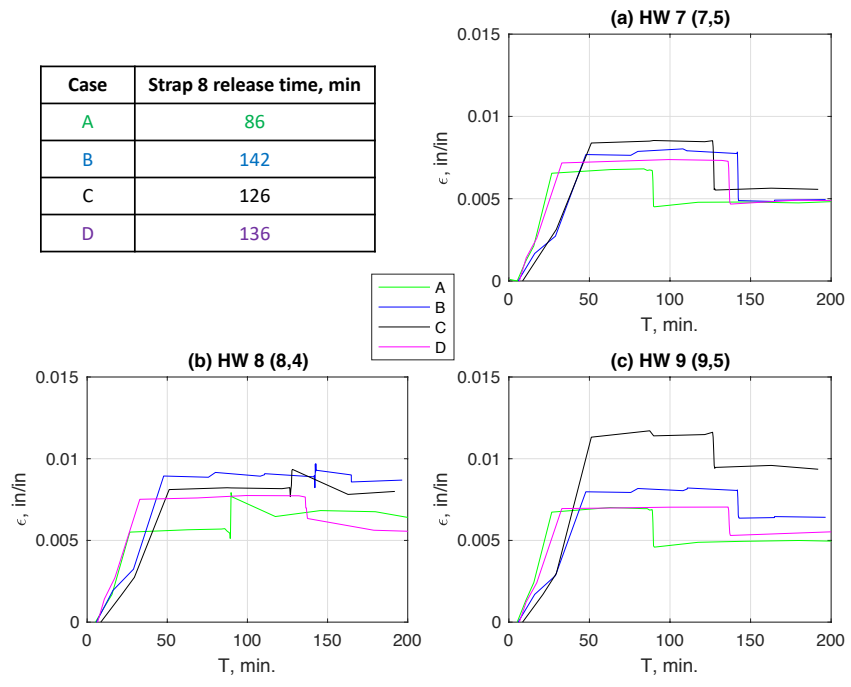 Case Strap 8 release time, min
A 86
B 142
C 126
D 136
(a) HW 7 (7,5)
0.015
0.01
0.005
0
ϵ, in/in
0 50 100 150 200
T, min.
A
B
C
D
(b) HW 8 (8,4)
0.015
0.01
0.005
0
ϵ, in/in
0 50 100 150 200
T, min.
(c) HW 9 (9,5)
0.015
0.01
0.005
0
ϵ, in/in
0 50 100 150 200
T, min.